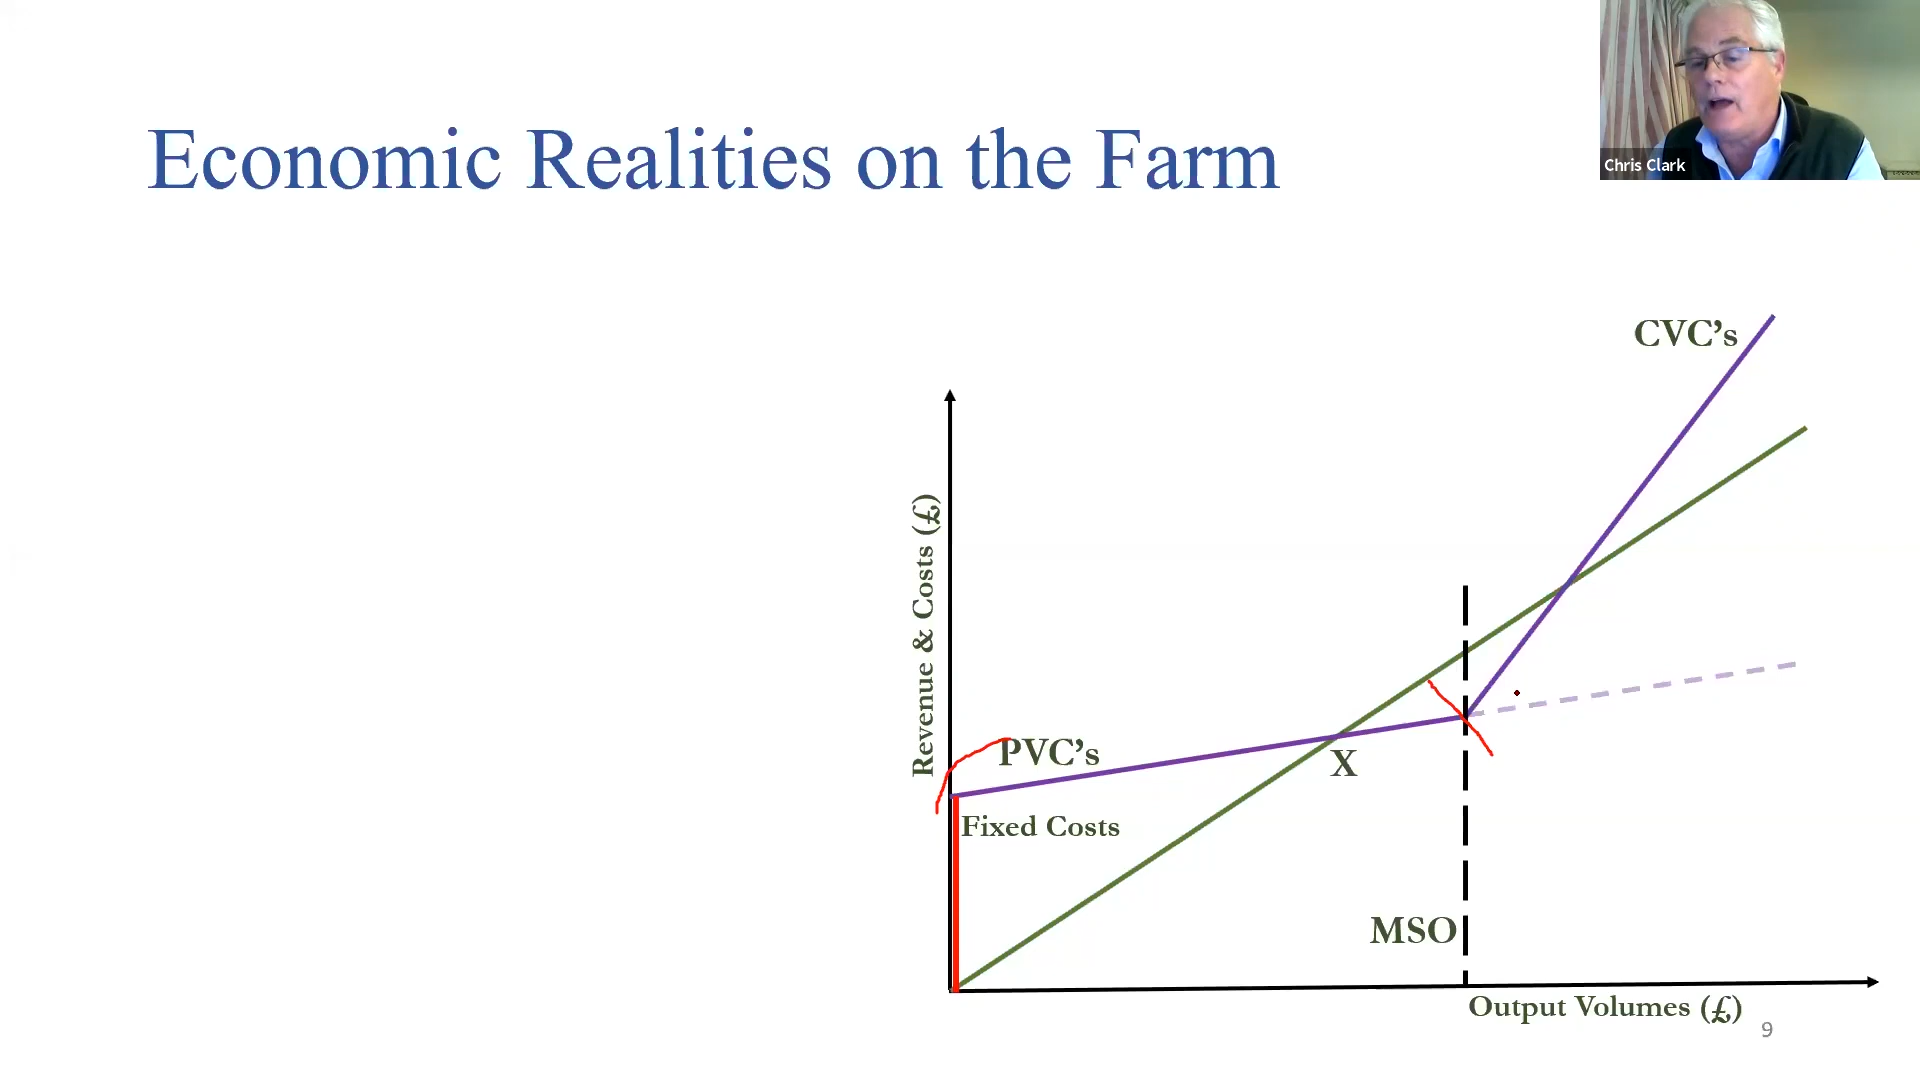 Economic Realities on the Farm
Chris Clark
CVC's
Revenue & Costs (£)
PVC's
X
Fixed Costs
MSO
Output Volumes (£)
9